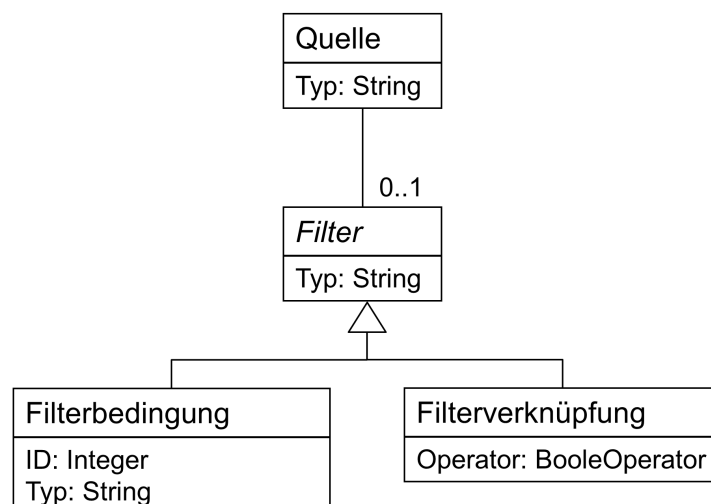 Quelle
Typ: String
0..1
Filter
Typ: String
Filterbedingung
ID: Integer
Typ: String
Filterverknüpfung
Operator: BooleOperator